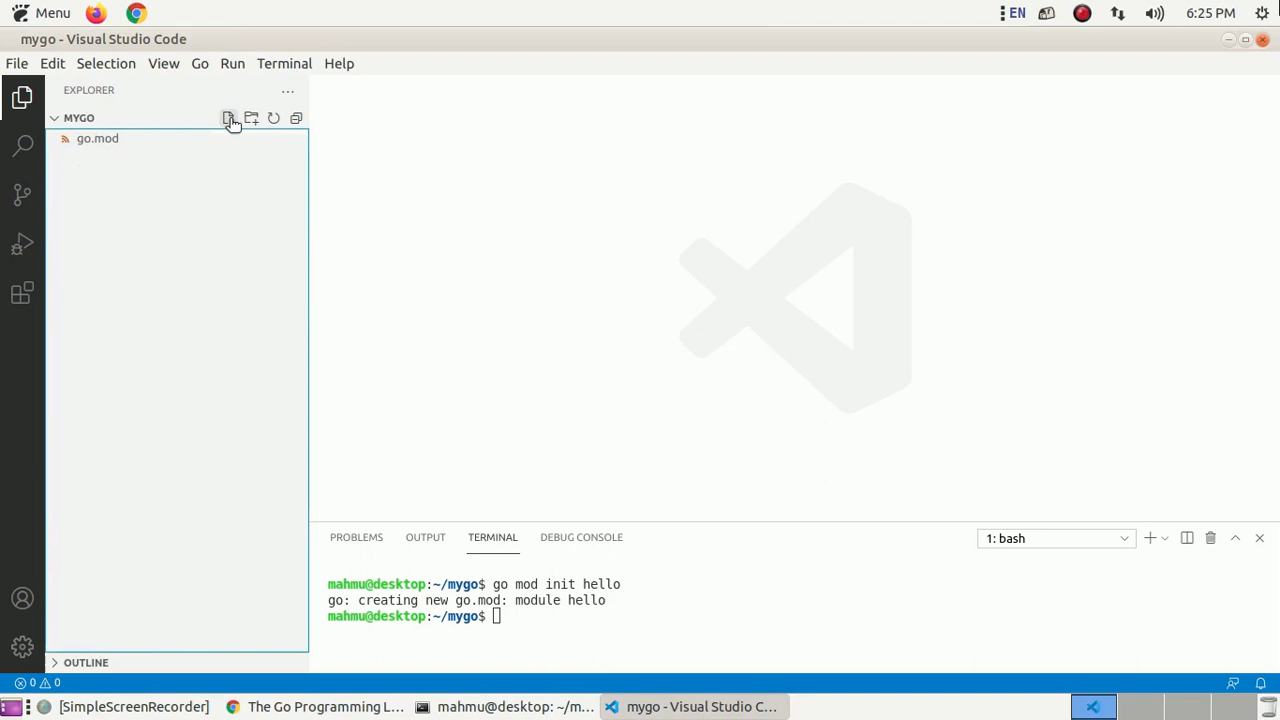 Menu
EN
6:25 PM
mygo - Visual Studio Code
File Edit Selection View Go Run Terminal Help
EXPLORER
MYGO
go.mod
PROBLEMS OUTPUT TERMINAL DEBUG CONSOLE
1: bash
mahmu@desktop:~/mygo$ go mod init hello
go: creating new go.mod: module hello
mahmu@desktop:~/mygo$
OUTLINE
0 0
[SimpleScreenRecorder] The Go Programming L... mahmu@desktop: ~/m... mygo - Visual Studio C...